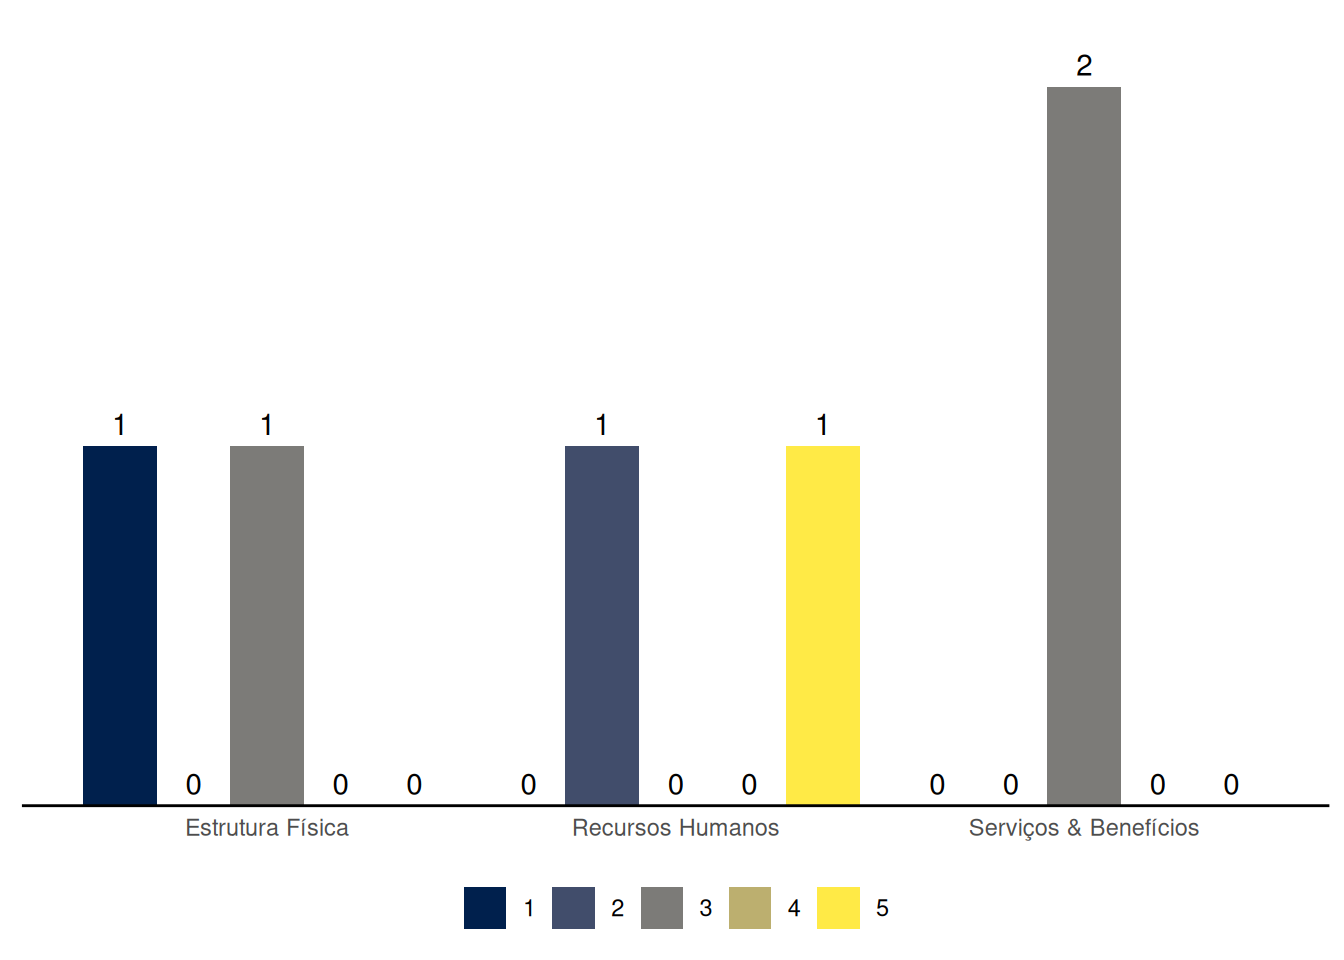 2
1 1 1 1
0 0 0 0 0 0 0 0 0 0
Estrutura Física Recursos Humanos Serviços & Benefícios
1 2 3 4 5